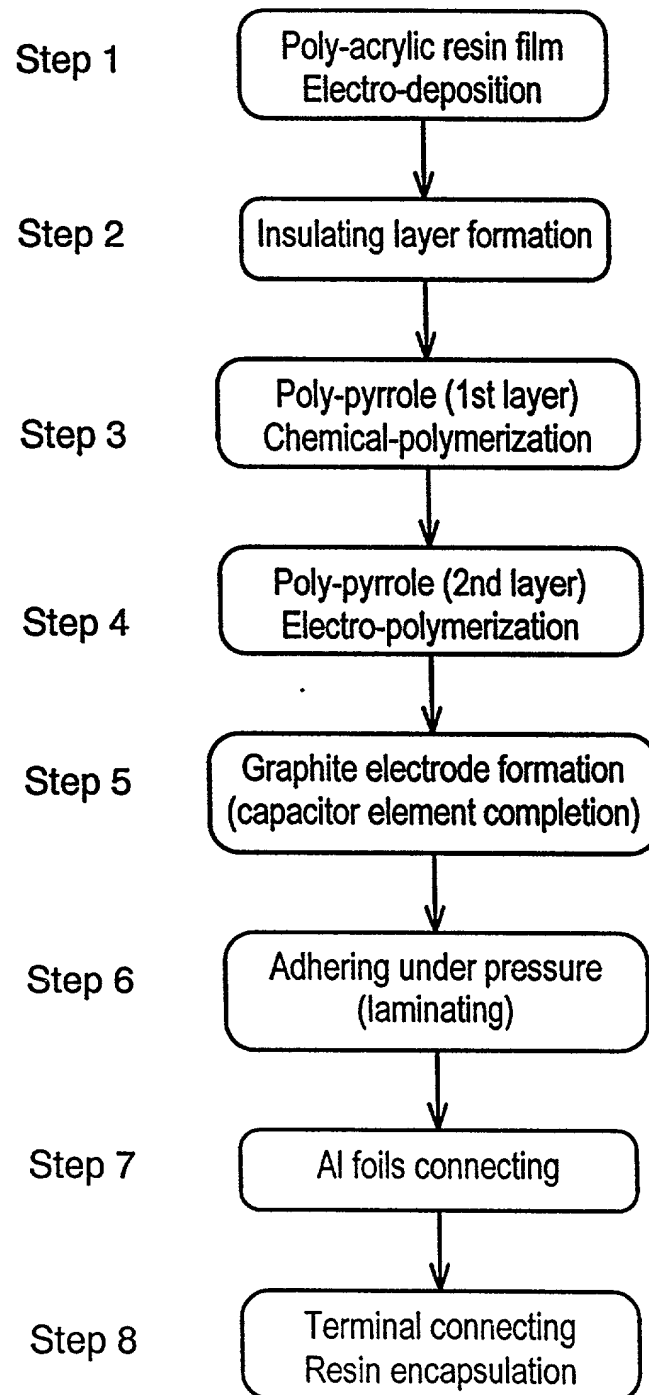 Step 1
Poly-acrylic resin film
Electro-deposition
Step 2
Insulating layer formation
Step 3
Poly-pyrrole (1st layer)
Chemical-polymerization
Step 4
Poly-pyrrole (2nd layer)
Electro-polymerization
Step 5
Graphite electrode formation
(capacitor element completion)
Step 6
Adhering under pressure
(laminating)
Step 7
Al foils connecting
Step 8
Terminal connecting
Resin encapsulation